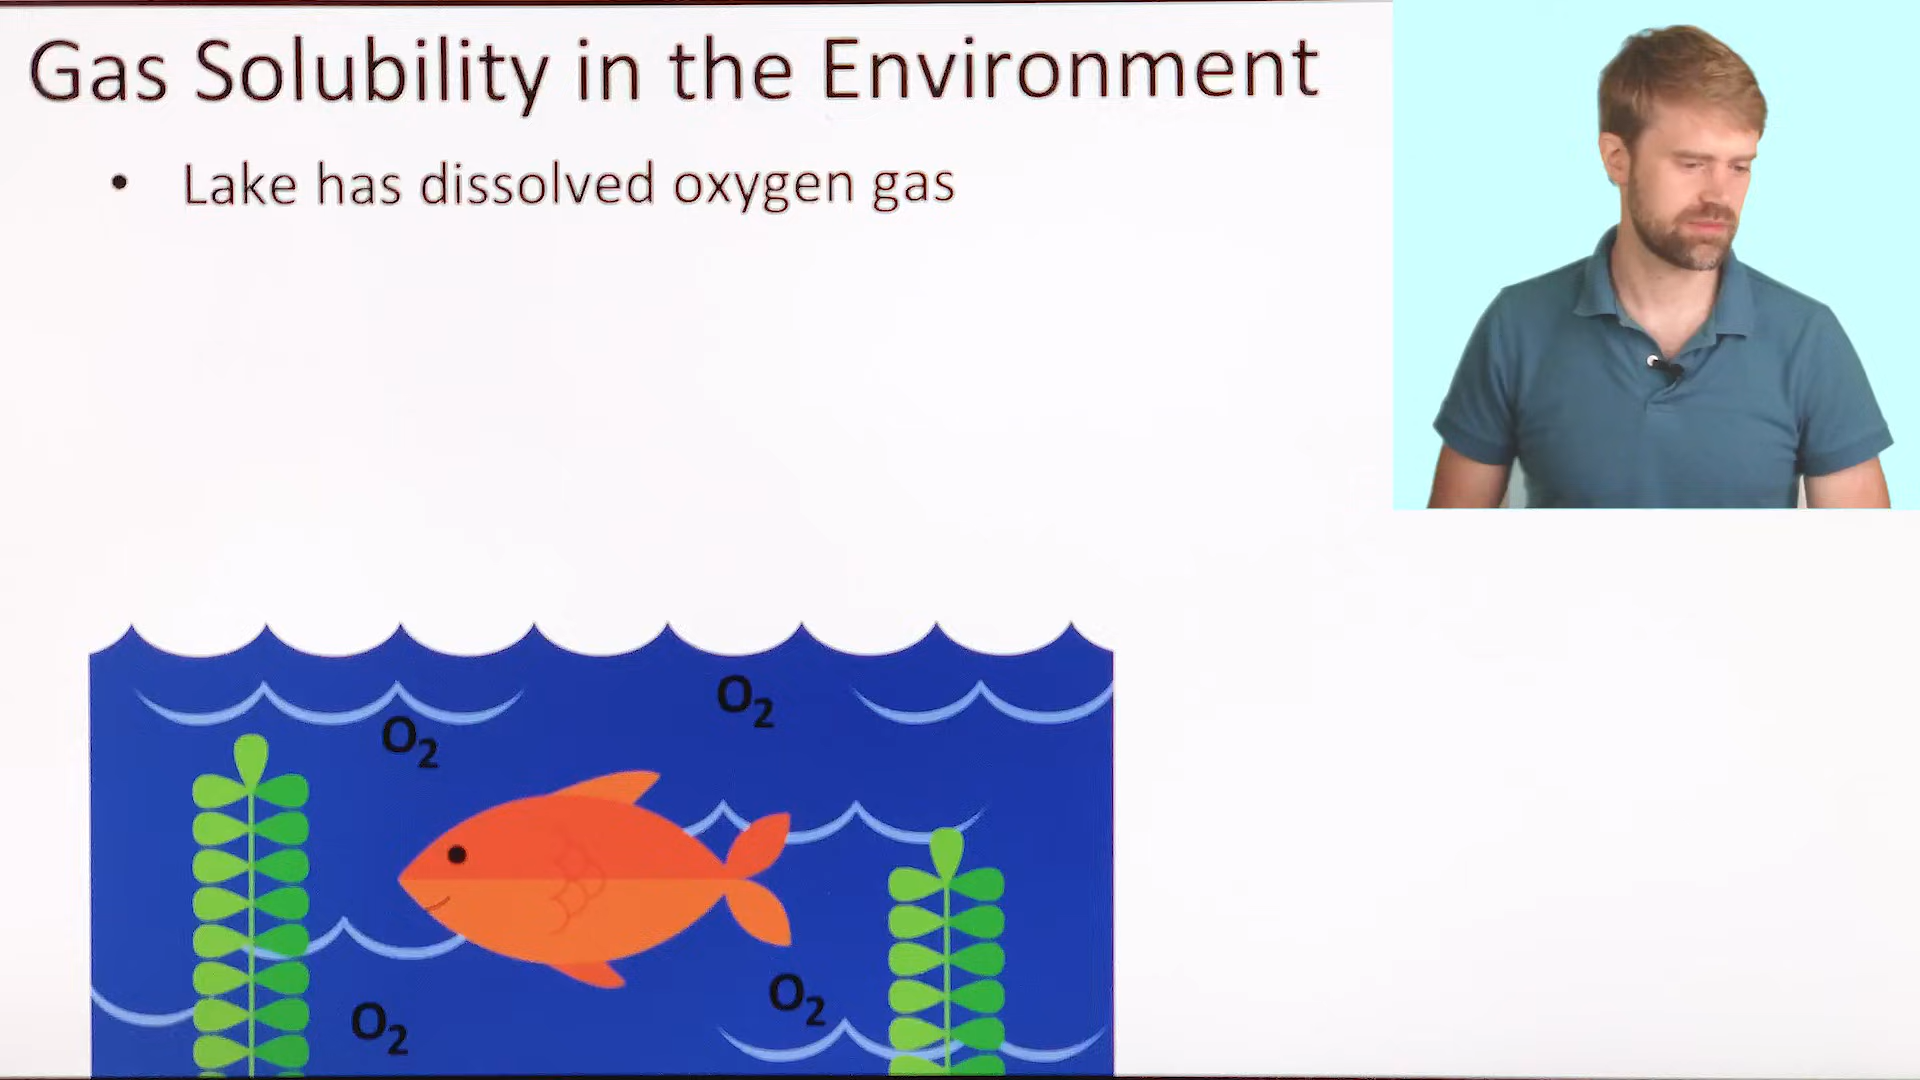 Gas Solubility in the Environment
• Lake has dissolved oxygen gas
O₂
O₂
O₂
O₂